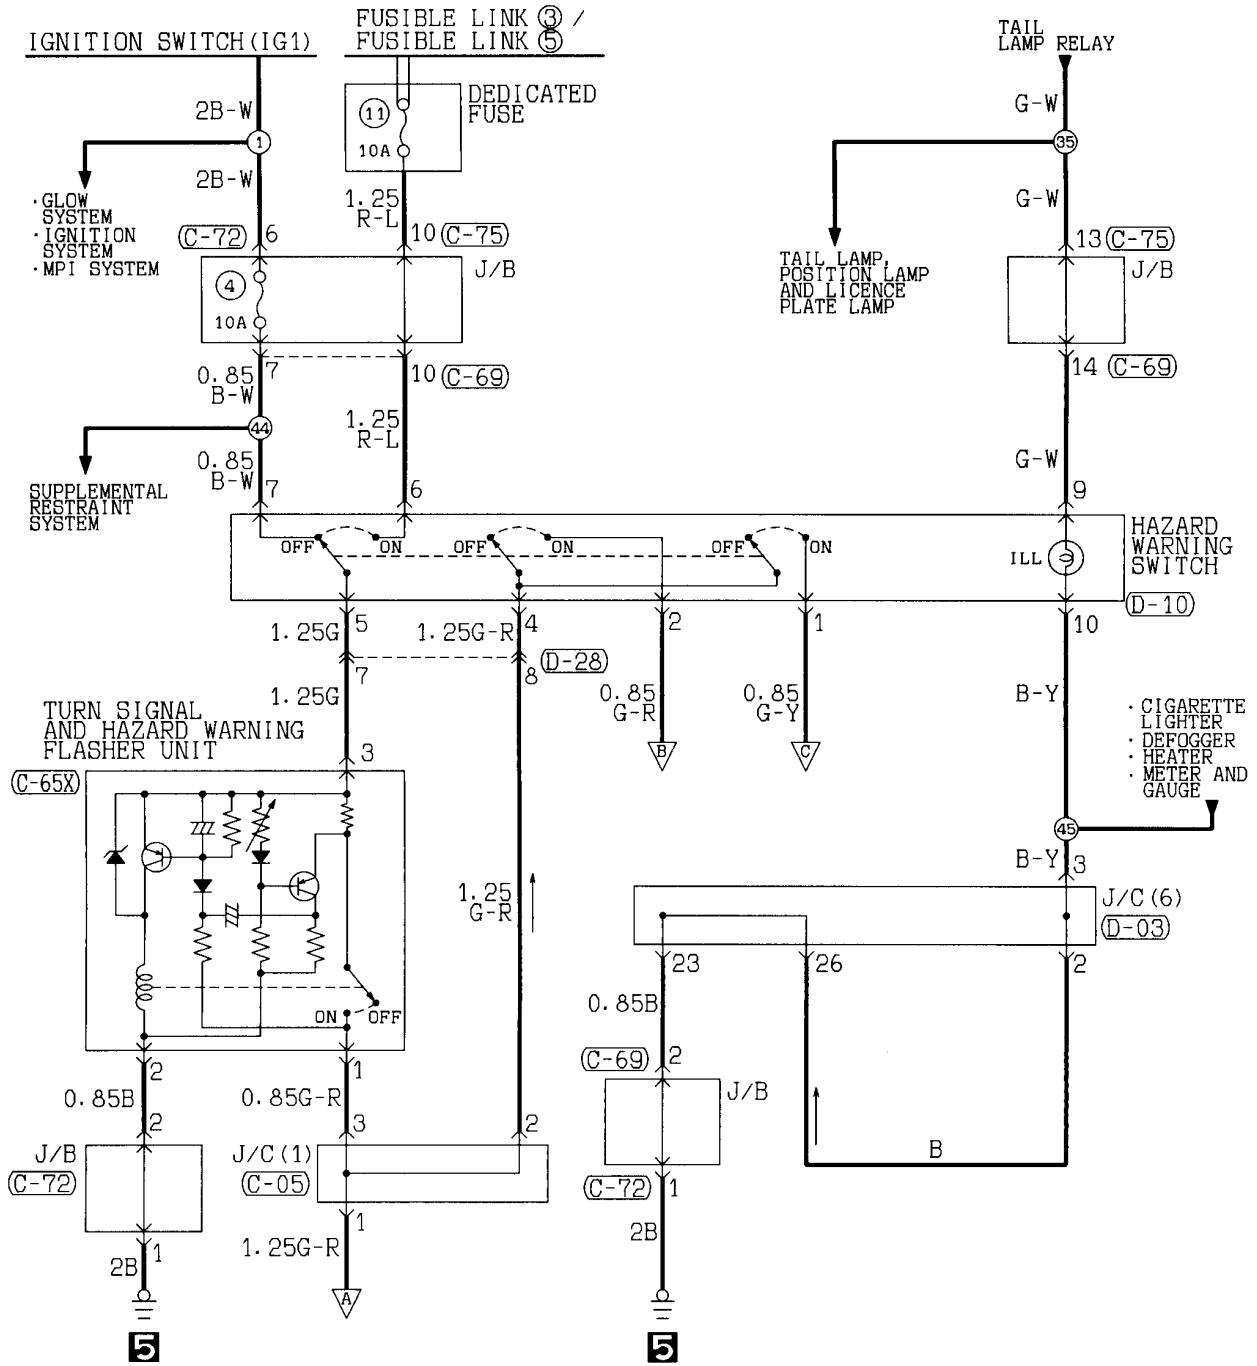 IGNITION SWITCH(IG1)
FUSIBLE LINK ③ /
FUSIBLE LINK ⑤
TAIL
LAMP RELAY
2B-W
1
2B-W
· GLOW
SYSTEM
· IGNITION
SYSTEM
· MPI SYSTEM
11
10A
DEDICATED
FUSE
1.25
R-L
G-W
35
G-W
TAIL LAMP,
POSITION LAMP
AND LICENCE
PLATE LAMP
C-72
6
10
C-75
13
C-75
4
10A
J/B
J/B
7
10
C-69
14
C-69
0.85
B-W
44
0.85
B-W
1.25
R-L
G-W
SUPPLEMENTAL
RESTRAINT
SYSTEM
7
6
9
OFF
ON
OFF
ON
OFF
ON
ILL
HAZARD
WARNING
SWITCH
D-10
5
4
2
1
10
1.25G
1.25G-R
7
8
D-28
1.25G
0.85
G-R
0.85
G-Y
B-Y
B
C
· CIGARETTE
LIGHTER
· DEFOGGER
· HEATER
· METER AND
GAUGE
TURN SIGNAL
AND HAZARD WARNING
FLASHER UNIT
3
C-65X
45
B-Y
3
1.25
G-R
J/C(6)
D-03
ON
OFF
23
26
2
0.85B
2
1
0.85B
0.85G-R
C-69
2
J/B
2
3
2
J/B
C-72
J/C(1)
C-05
B
C-72
1
1
1
2B
1.25G-R
2B
A
5
5